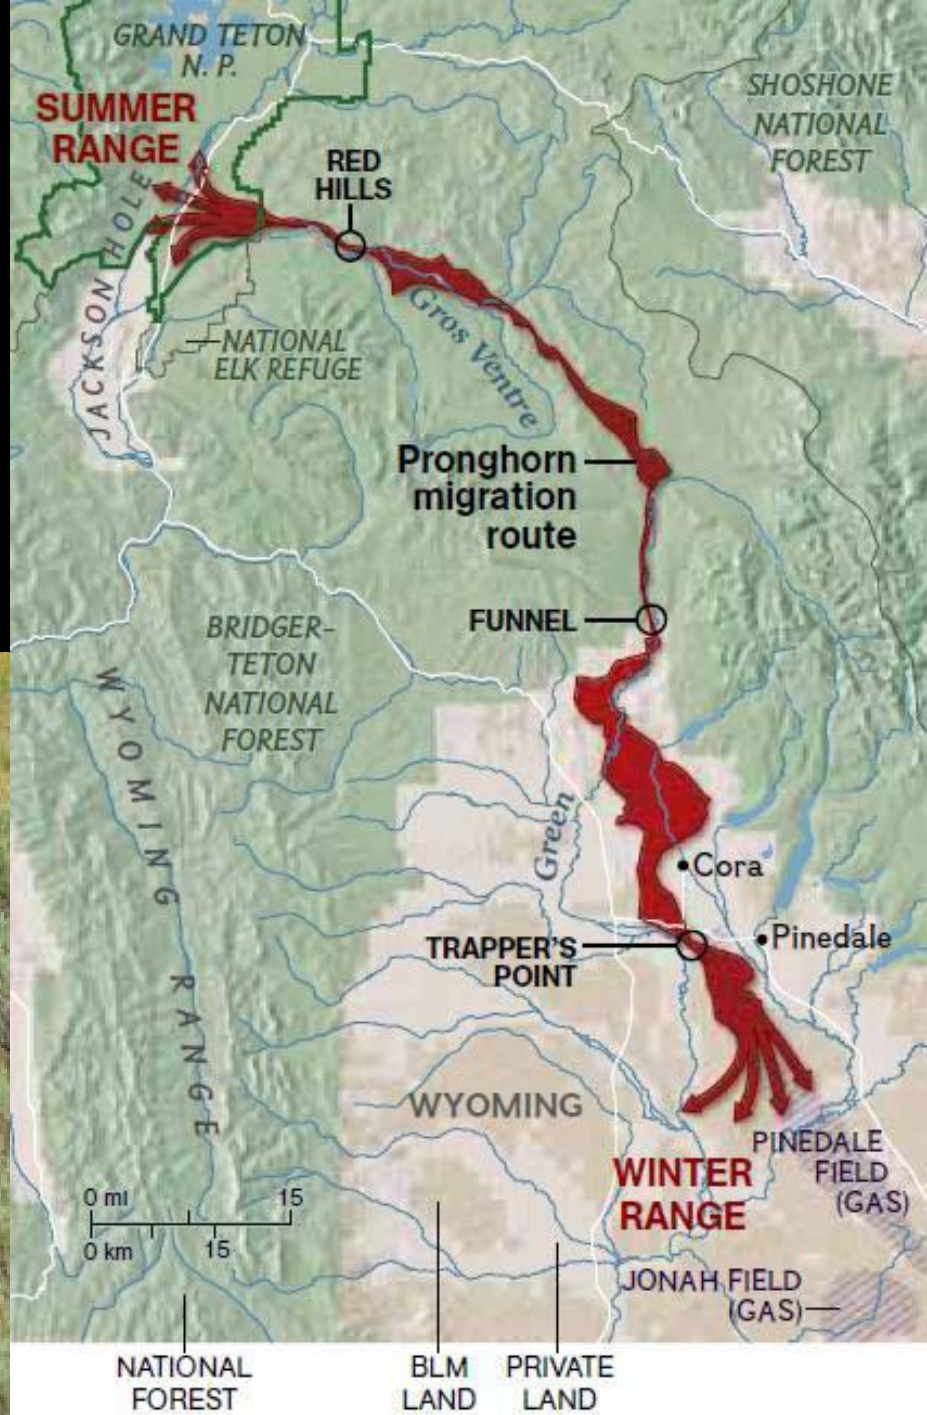 GRAND TETON
N. P.
SHOSHONE
NATIONAL
FOREST
SUMMER
RANGE
RED
HILLS
JACKSON HOLE
Gros Ventre
NATIONAL
ELK REFUGE
Pronghorn
migration
route
FUNNEL
BRIDGER–
TETON
NATIONAL
FOREST
WYOMING RANGE
Green
Cora
Pinedale
TRAPPER'S
POINT
WYOMING
PINEDALE
FIELD
(GAS)
WINTER
RANGE
0 mi 15
0 km 15
JONAH FIELD
(GAS)
NATIONAL
FOREST
BLM
LAND
PRIVATE
LAND